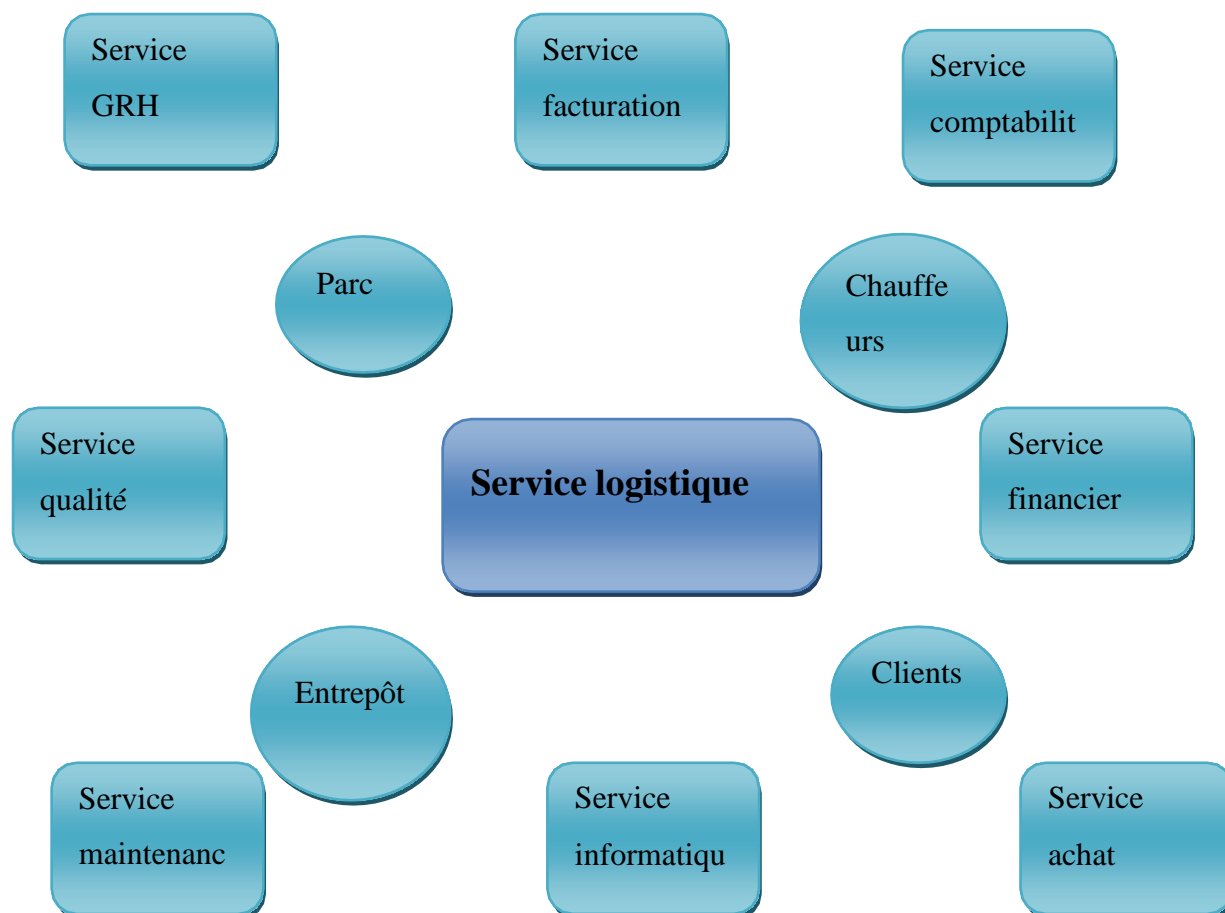 Service
GRH
Service
facturation
Service
comptabilit
Parc
Chauffe
urs
Service
qualité
Service logistique
Service
financier
Entrepôt
Clients
Service
maintenanc
Service
informatiqu
Service
achat